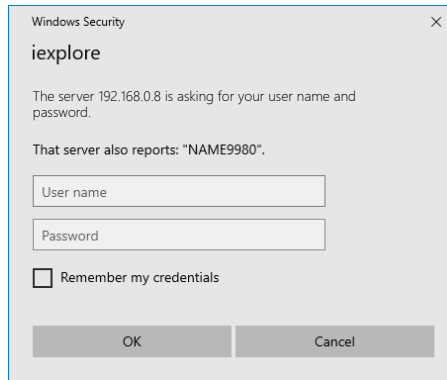 Windows Security
iexplore
The server 192.168.0.8 is asking for your user name and
password.
That server also reports: "NAME9980".
User name
Password
Remember my credentials
OK Cancel